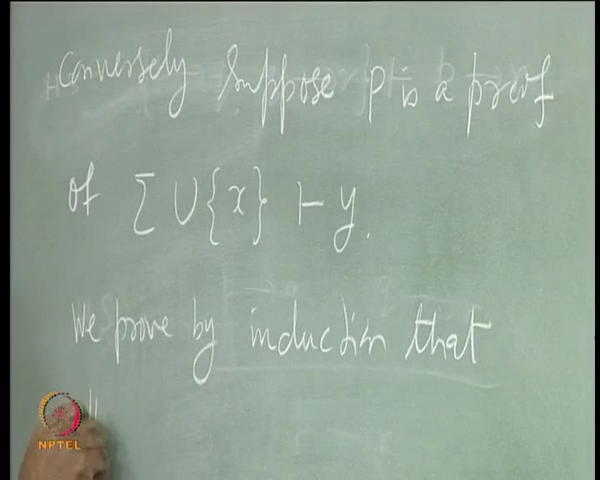 Conversely Suppose P is a proof
of Σ ∪ {x} ⊢ y.
We prove by induction that
NPTEL